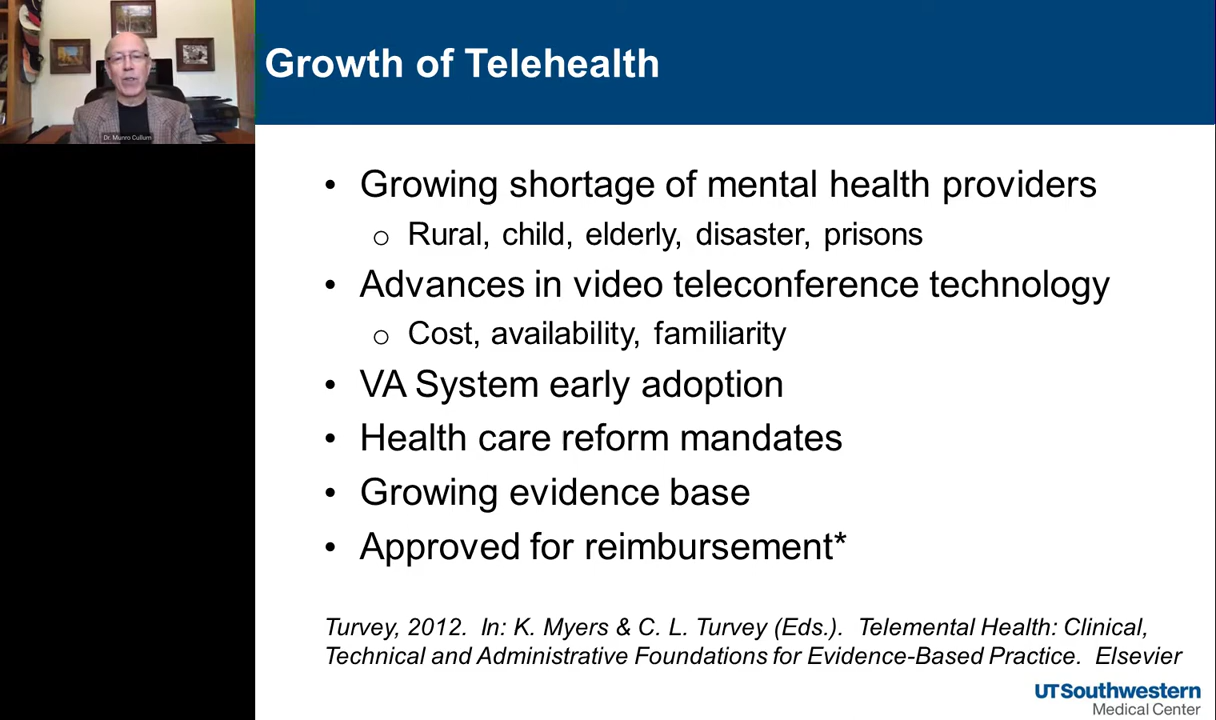 Dr. Munro Cullum
Growth of Telehealth
• Growing shortage of mental health providers
o Rural, child, elderly, disaster, prisons
• Advances in video teleconference technology
o Cost, availability, familiarity
• VA System early adoption
• Health care reform mandates
• Growing evidence base
• Approved for reimbursement*
Turvey, 2012.  In: K. Myers & C. L. Turvey (Eds.).  Telemental Health: Clinical,
Technical and Administrative Foundations for Evidence-Based Practice.  Elsevier
UTSouthwestern
Medical Center